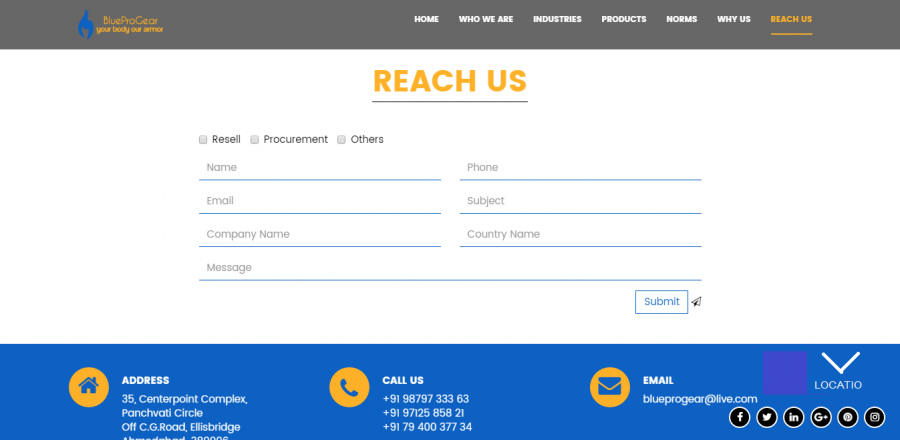 BlueProGear
your body our armor
HOME WHO WE ARE INDUSTRIES PRODUCTS NORMS WHY US REACH US
REACH US
Resell Procurement Others
Name Phone
Email Subject
Company Name Country Name
Message
Submit
ADDRESS
35, Centerpoint Complex,
Panchvati Circle
Off C.G.Road, Ellisbridge
Ahmedabad, 380006
CALL US
+91 98797 333 63
+91 97125 858 21
+91 79 400 377 34
EMAIL
blueprogear@live.com
LOCATIO